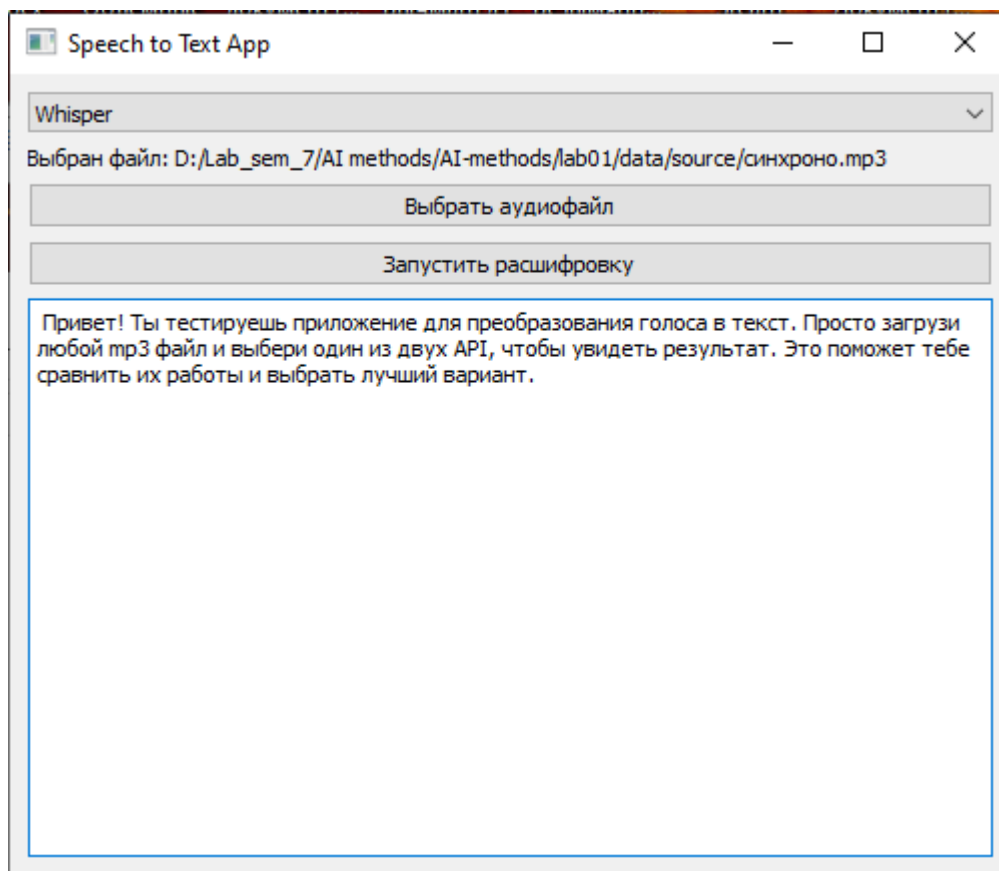 Speech to Text App
Whisper
Выбран файл: D:/Lab_sem_7/AI methods/AI-methods/lab01/data/source/синхроно.mp3
Выбрать аудиофайл
Запустить расшифровку
Привет! Ты тестируешь приложение для преобразования голоса в текст. Просто загрузи
любой mp3 файл и выбери один из двух API, чтобы увидеть результат. Это поможет тебе
сравнить их работы и выбрать лучший вариант.